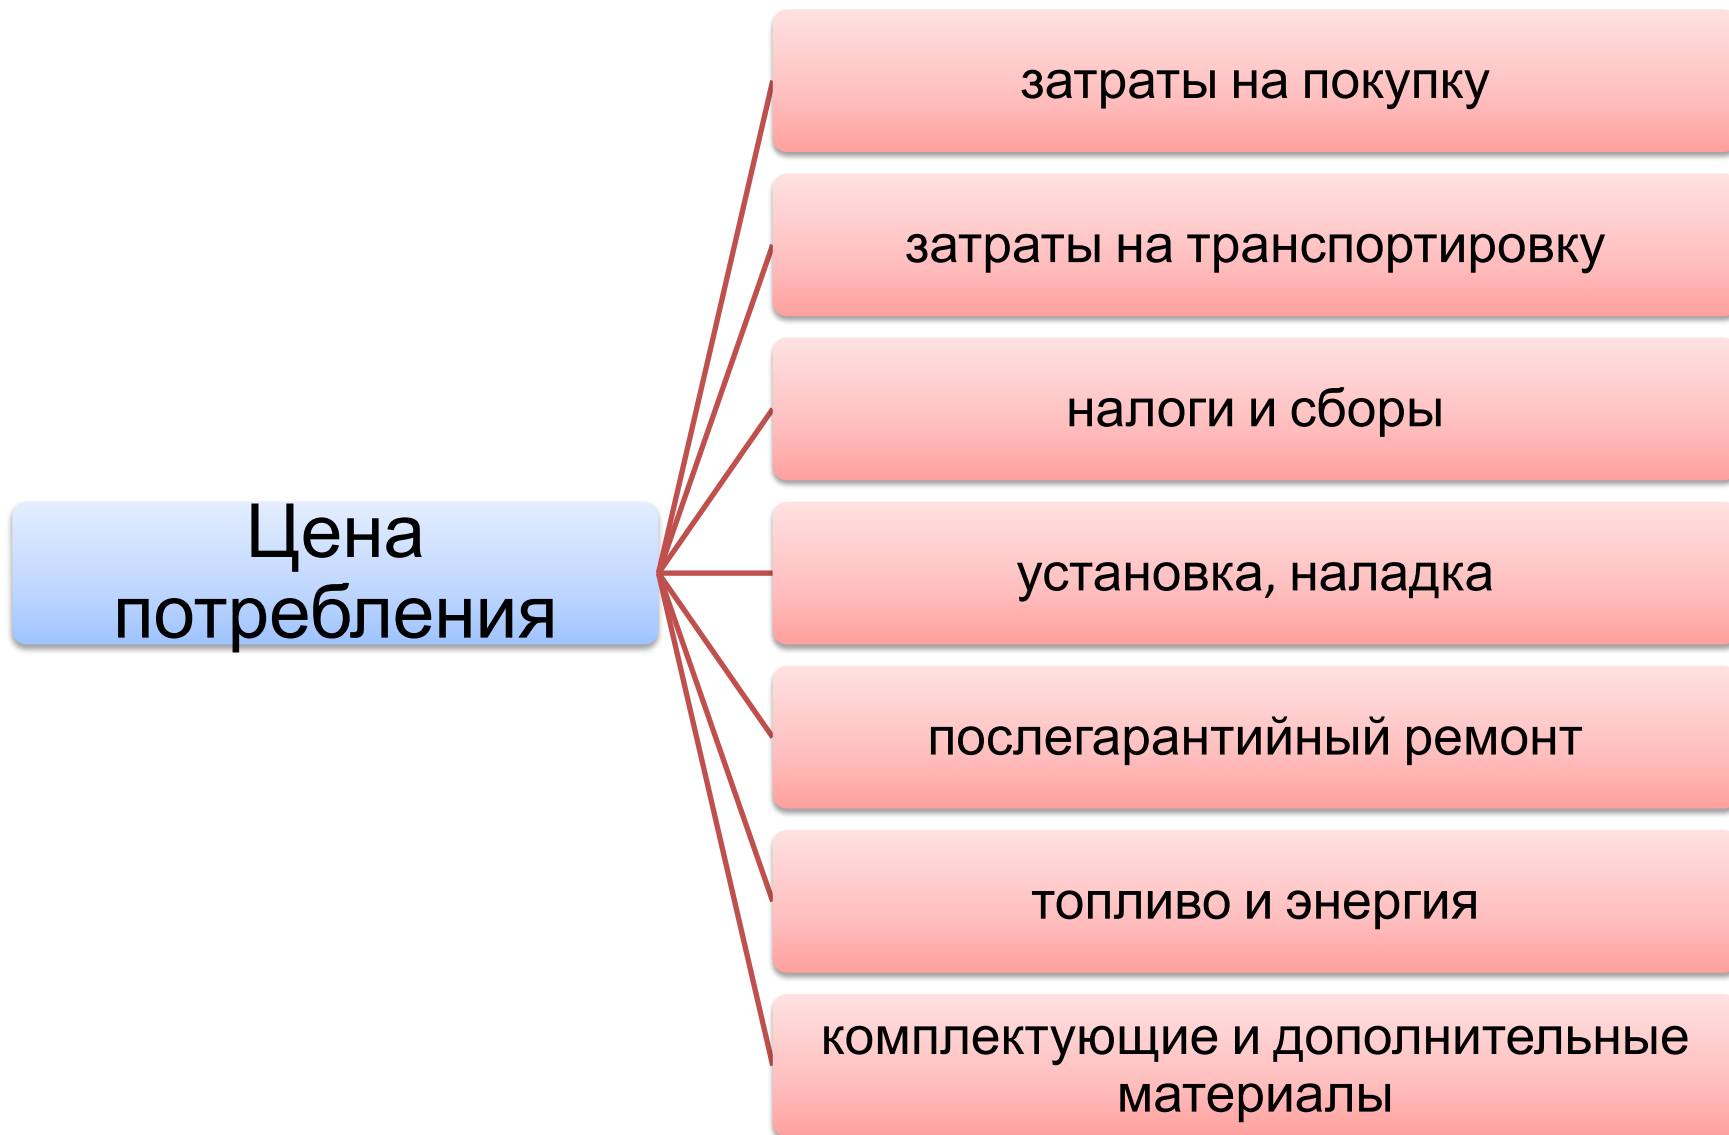 затраты на покупку
затраты на транспортировку
налоги и сборы
установка, наладка
Цена
потребления
послегарантийный ремонт
топливо и энергия
комплектующие и дополнительные
материалы